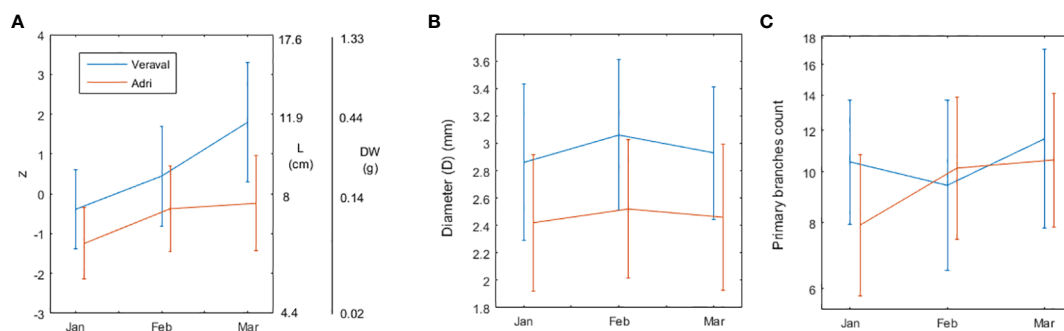 A
4
3
2
1
0
-1
-2
-3
z
Veraval
Adri
Jan
Feb
Mar
17.6
11.9
L
(cm)
8
4.4
1.33
0.44
DW
(g)
0.14
0.02
B
3.6
3.4
3.2
3
2.8
2.6
2.4
2.2
2
1.8
Diameter (D) (mm)
Jan
Feb
Mar
C
18
16
14
12
10
8
6
Primary branches count
Jan
Feb
Mar